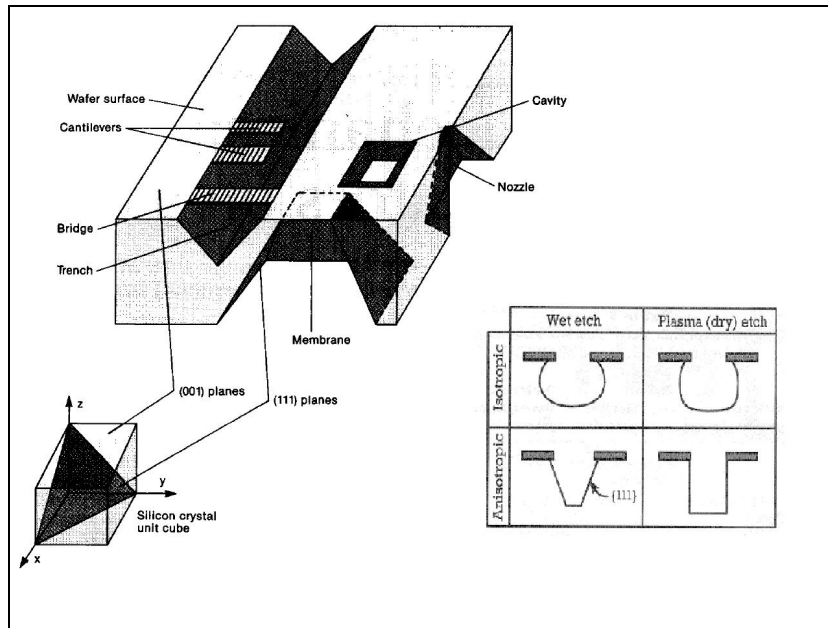 Wafer surface
Cantilevers
Bridge
Trench
Cavity
Nozzle
Membrane
(001) planes
(111) planes
z
y
x
Silicon crystal
unit cube
Wet etch
Plasma (dry) etch
Isotropic
Anisotropic
{111}